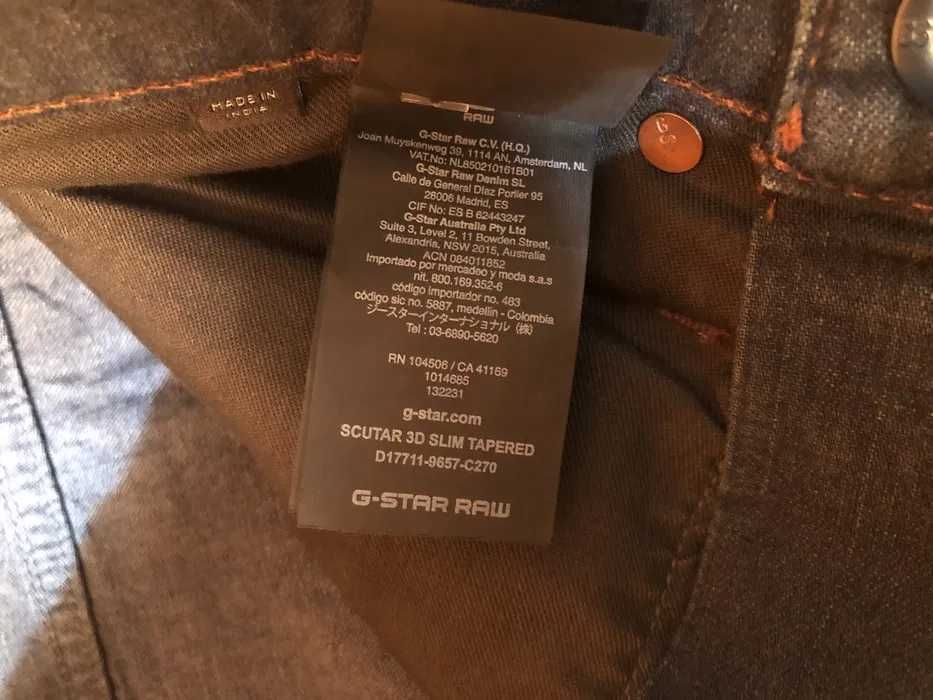 MADE IN
INDIA
RAW
G-Star Raw C.V. (H.Q.)
Joan Muyskenweg 39, 1114 AN, Amsterdam, NL
VAT.No: NL850210161B01
G-Star Raw Denim SL
Calle de General Díaz Porlier 95
28006 Madrid, ES
CIF No: ES B 62443247
G-Star Australia Pty Ltd
Suite 3, Level 2, 11 Bowden Street,
Alexandria, NSW 2015, Australia
ACN 084011852
Importado por mercadeo y moda s.a.s
nit. 800.169.352-6
código importador no. 483
código sic no. 5887, medellin - Colombia
ジースターインターナショナル (株)
Tel : 03-6890-5620
RN 104506 / CA 41169
1014685
132231
g-star.com
SCUTAR 3D SLIM TAPERED
D17711-9657-C270
G-STAR RAW
GS